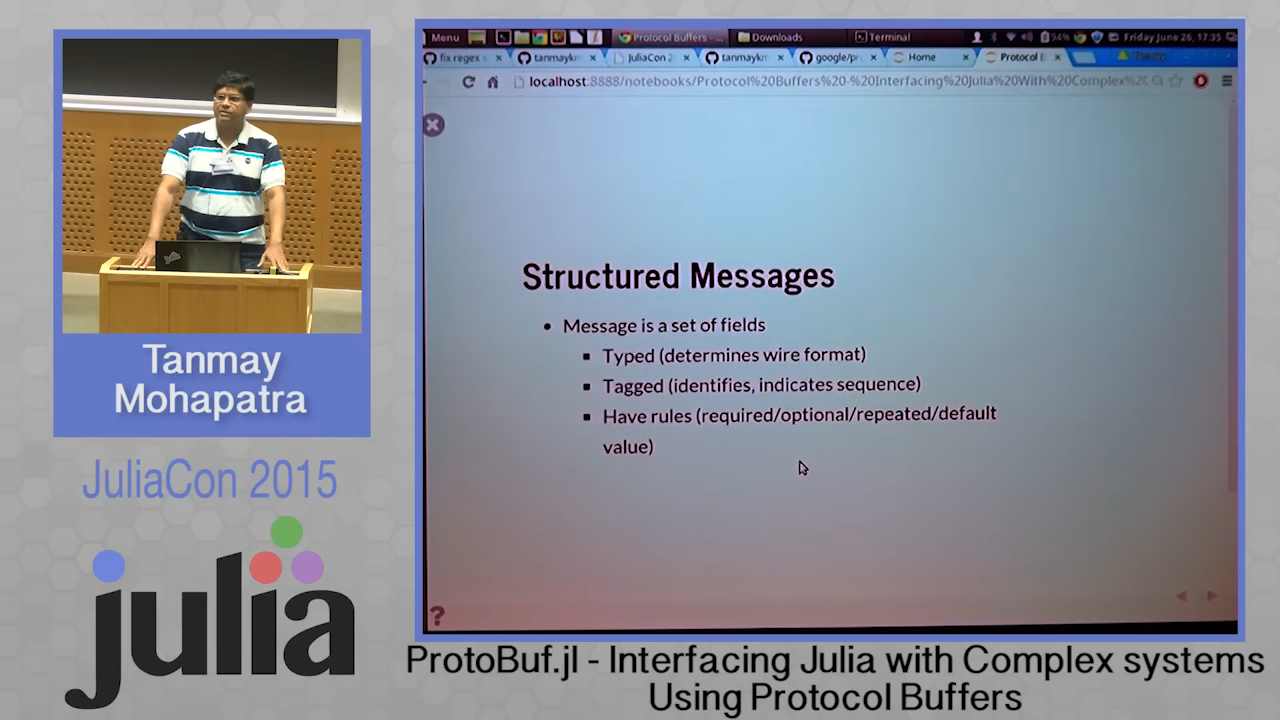 Menu
Protocol Buffers - ...
Downloads
Terminal
94%
Friday June 26, 17:35
fix regex s
tanmaykm
JuliaCon 2
tanmaykm
google/pr
Home
Protocol B
localhost:8888/notebooks/Protocol%20Buffers%20-%20Interfacing%20Julia%20With%20Complex%20
Structured Messages
• Message is a set of fields
▪ Typed (determines wire format)
▪ Tagged (identifies, indicates sequence)
▪ Have rules (required/optional/repeated/default
value)
?
julia
Tanmay
Mohapatra
JuliaCon 2015
julia
ProtoBuf.jl - Interfacing Julia with Complex systems
Using Protocol Buffers